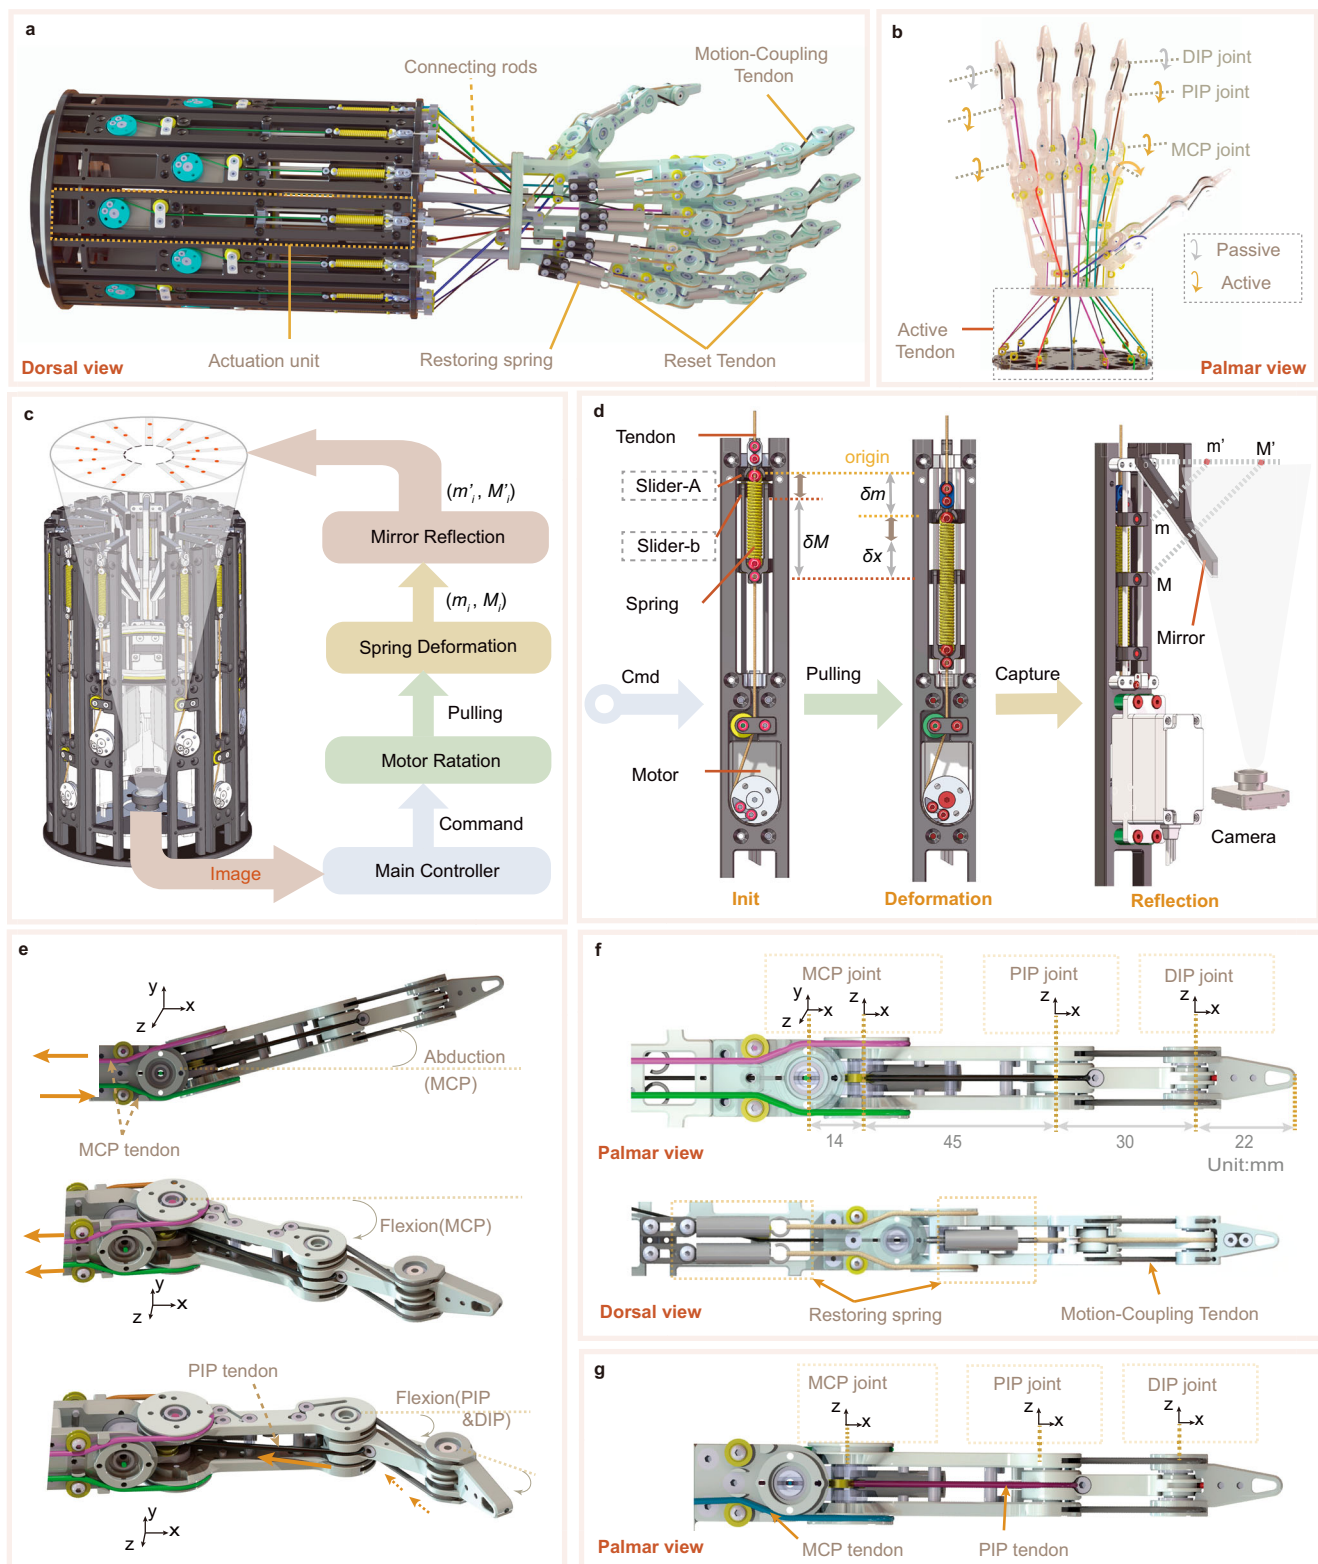 a
Connecting rods
Motion-Coupling
Tendon
Actuation unit
Restoring spring
Reset Tendon
Dorsal view
b
DIP joint
PIP joint
MCP joint
Passive
Active
Active
Tendon
Palmar view
c
(m'i, M'i)
Mirror Reflection
(mi, Mi)
Spring Deformation
Pulling
Motor Ratation
Command
Main Controller
Image
d
Tendon
origin
Slider-A
δm
Slider-b
δM
δx
Spring
m'
M'
m
M
Mirror
Cmd
Pulling
Capture
Motor
Camera
Init
Deformation
Reflection
e
y
x
z
Abduction
(MCP)
MCP tendon
Flexion(MCP)
y
x
z
PIP tendon
Flexion(PIP
&DIP)
y
x
z
f
MCP joint
PIP joint
DIP joint
y
x
z
z
x
z
x
z
x
14
45
30
22
Unit:mm
Palmar view
Restoring spring
Motion-Coupling Tendon
Dorsal view
g
MCP joint
PIP joint
DIP joint
z
x
z
x
z
x
MCP tendon
PIP tendon
Palmar view